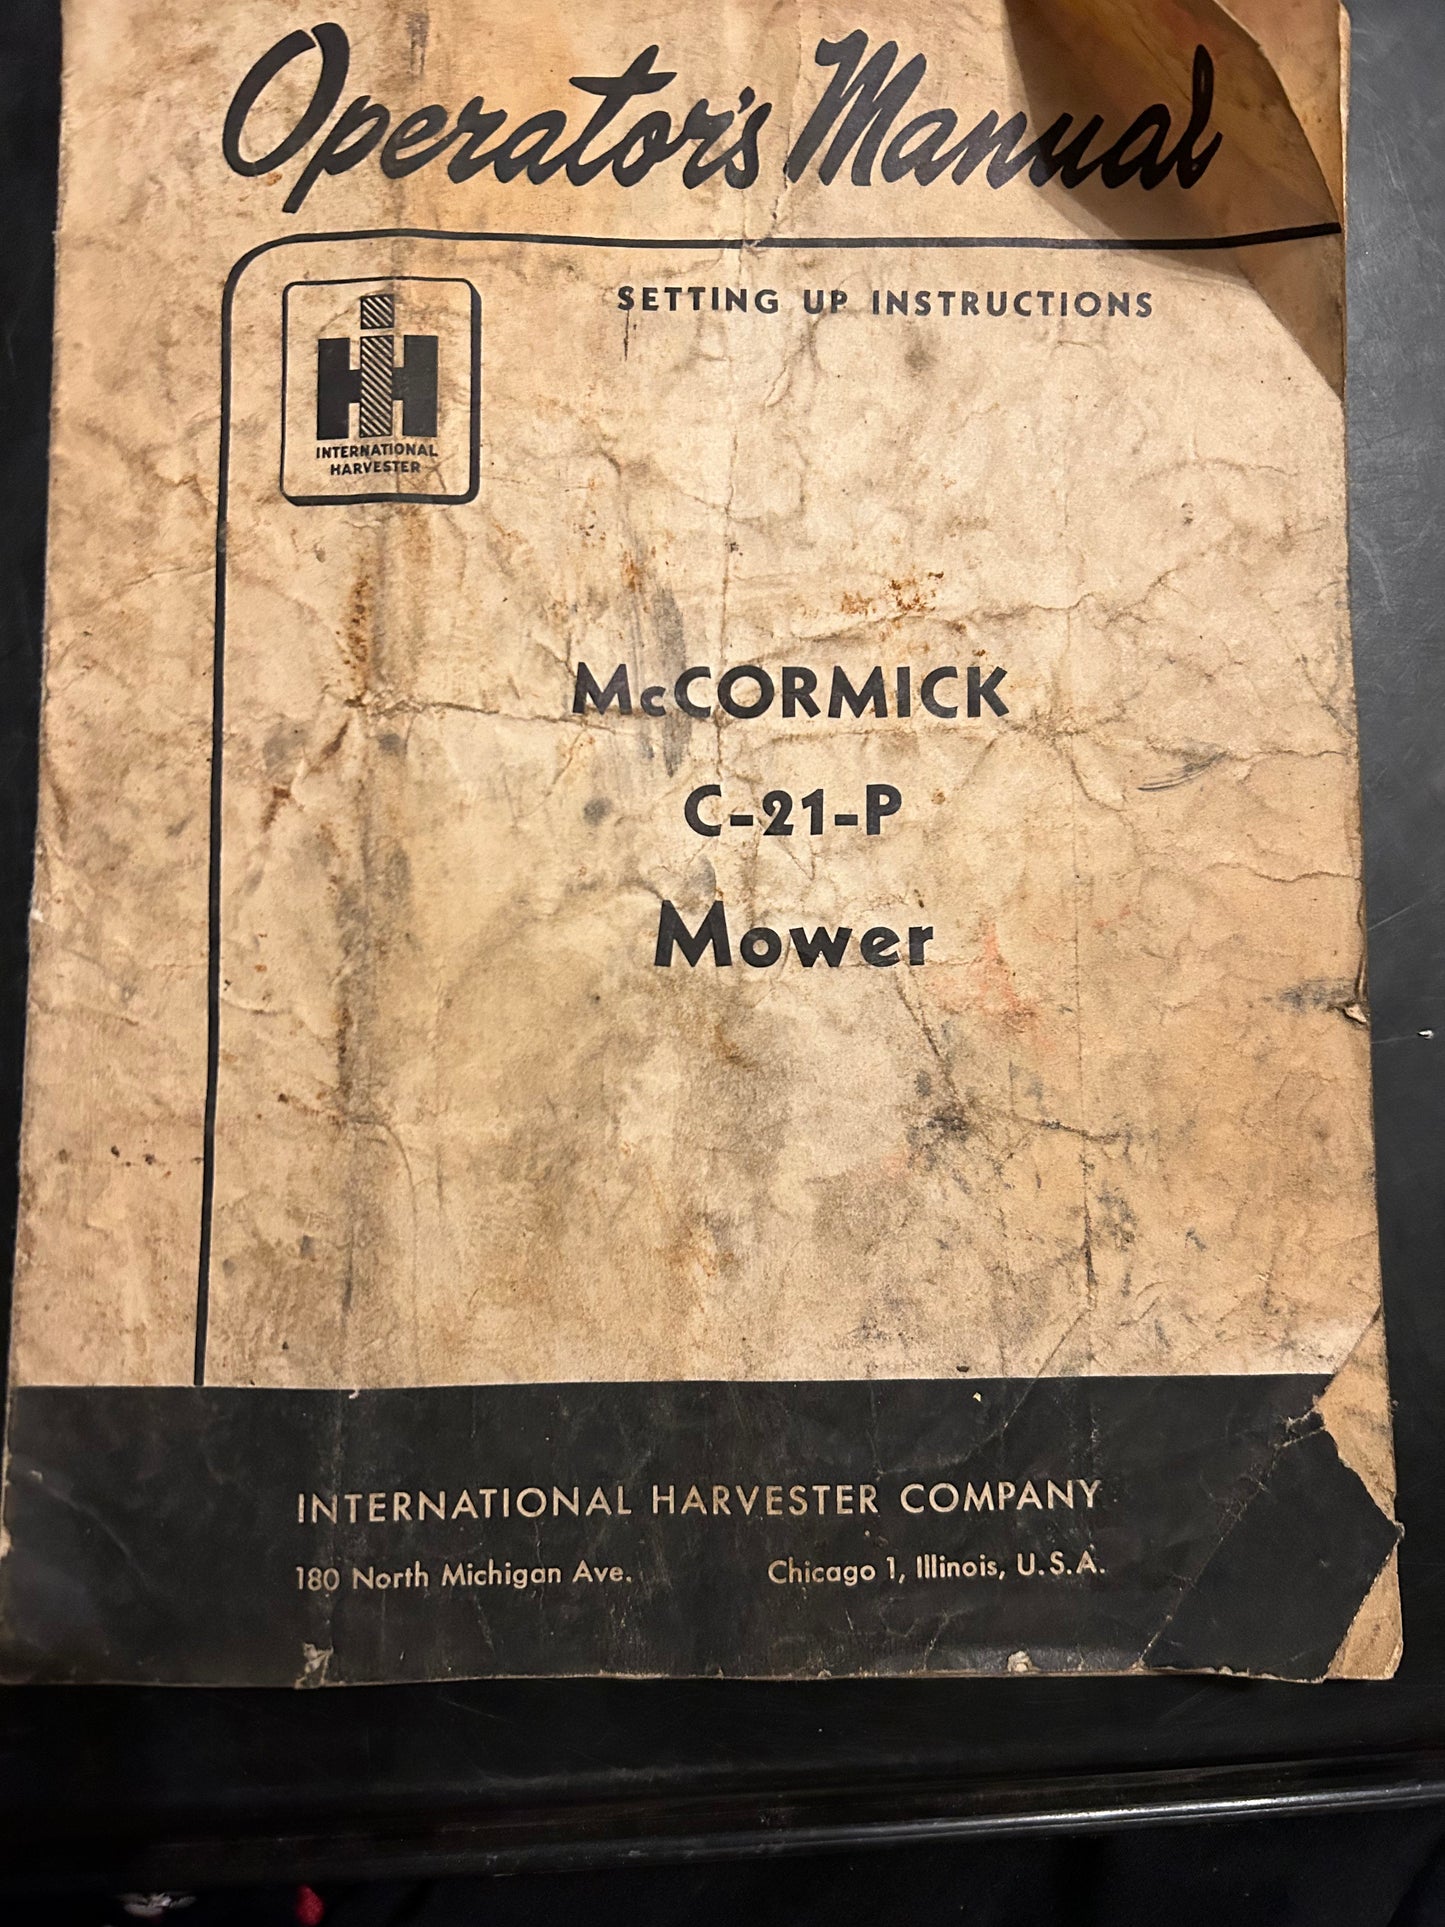 Operator's Manual
SETTING UP INSTRUCTIONS
IH
INTERNATIONAL
HARVESTER
McCORMICK
C-21-P
Mower
INTERNATIONAL HARVESTER COMPANY
180 North Michigan Ave. Chicago 1, Illinois, U.S.A.